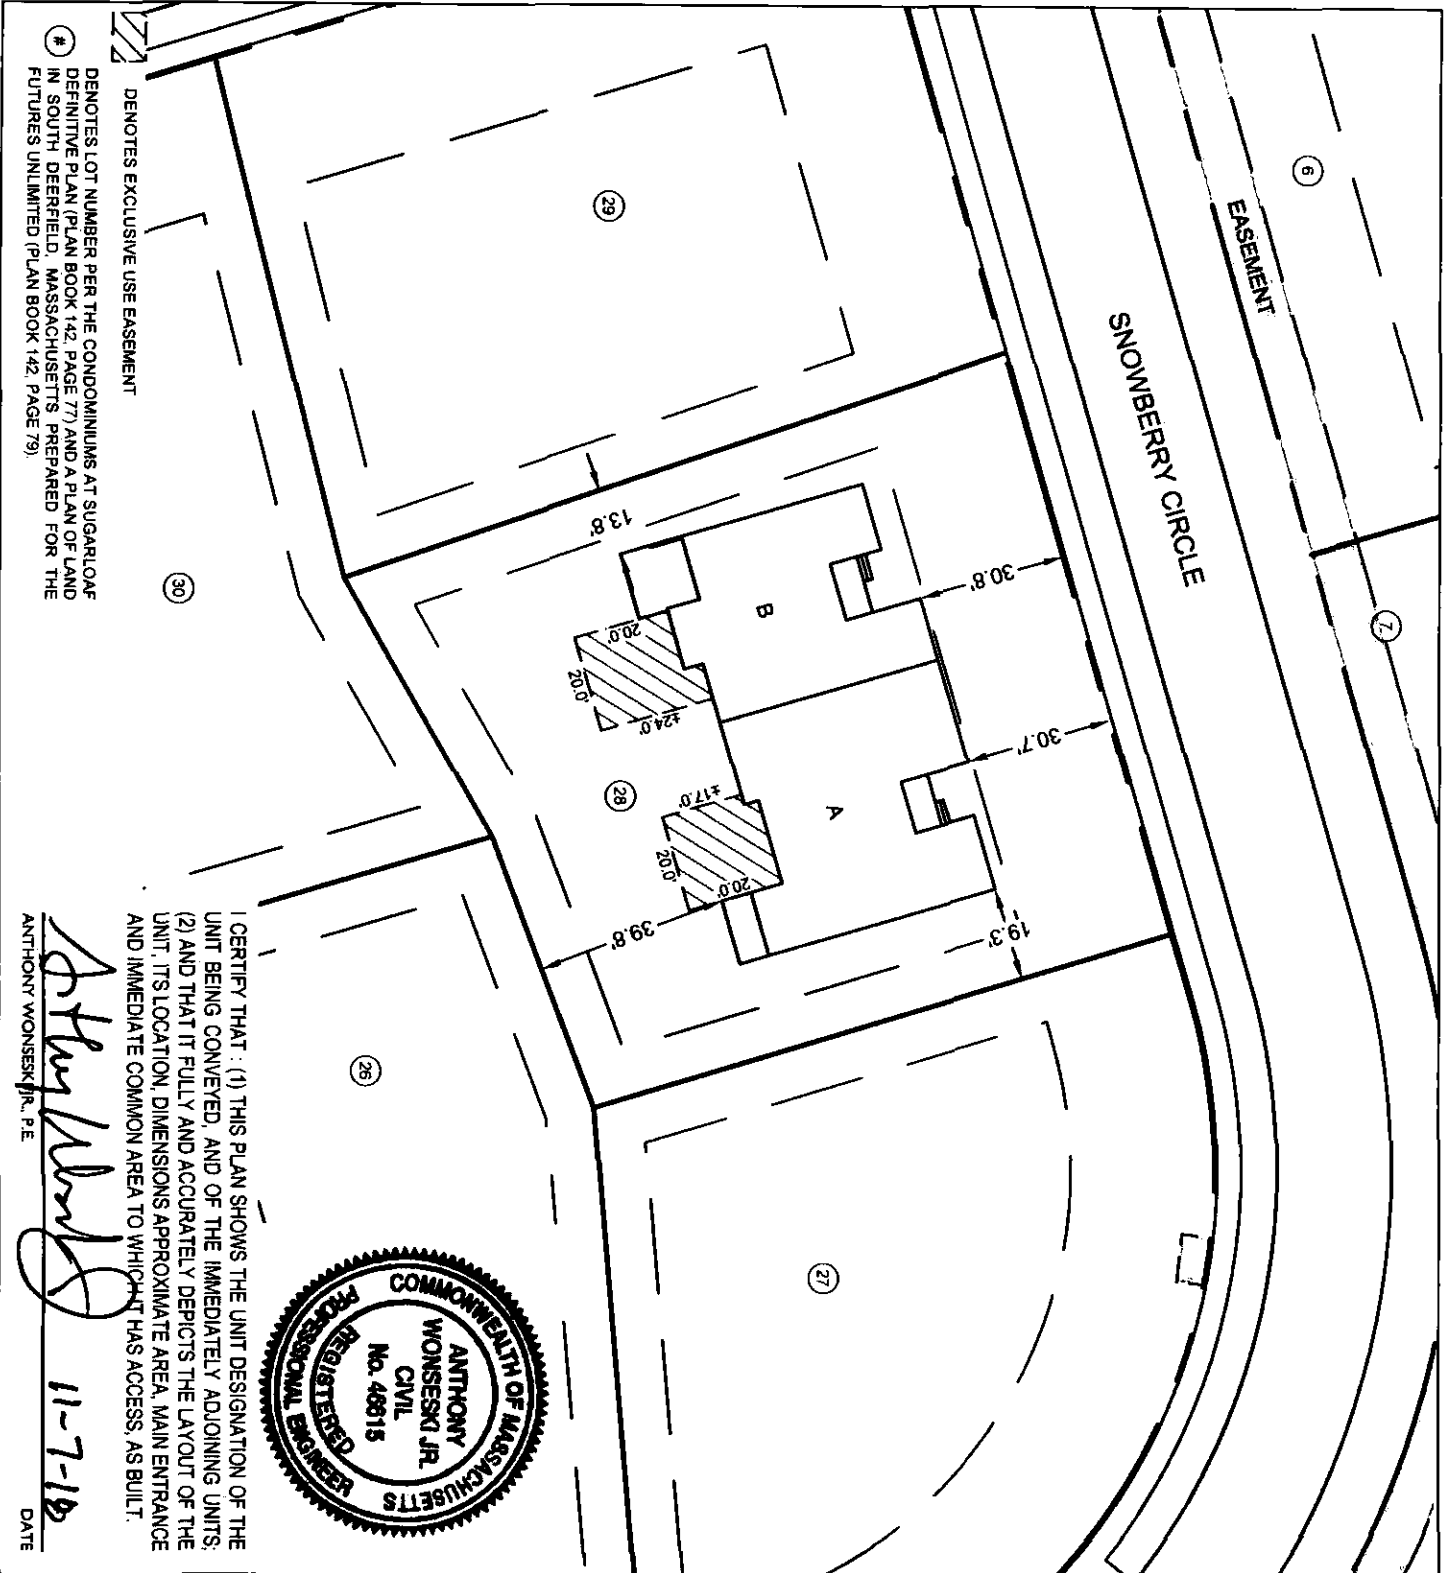 6
EASEMENT
SNOWBERRY CIRCLE
7
29
30.8'
13.8'
B
30.7'
20.0'
20.0'
±24.0'
A
28
±17.0'
20.0'
20.0'
39.8'
19.3'
30
26
27
DENOTES EXCLUSIVE USE EASEMENT
#
DENOTES LOT NUMBER PER THE CONDOMINIUMS AT SUGARLOAF
DEFINITIVE PLAN (PLAN BOOK 142, PAGE 77) AND A PLAN OF LAND
IN SOUTH DEERFIELD, MASSACHUSETTS PREPARED FOR THE
FUTURES UNLIMITED (PLAN BOOK 142, PAGE 79).
I CERTIFY THAT : (1) THIS PLAN SHOWS THE UNIT DESIGNATION OF THE
UNIT BEING CONVEYED, AND OF THE IMMEDIATELY ADJOINING UNITS;
(2) AND THAT IT FULLY AND ACCURATELY DEPICTS THE LAYOUT OF THE
UNIT, ITS LOCATION, DIMENSIONS APPROXIMATE AREA, MAIN ENTRANCE
AND IMMEDIATE COMMON AREA TO WHICH IT HAS ACCESS, AS BUILT.
ANTHONY WONSESKI JR., P.E.
11-7-18
DATE
COMMONWEALTH OF MASSACHUSETTS
ANTHONY
WONSESKI JR.
CIVIL
No. 46615
REGISTERED
PROFESSIONAL ENGINEER